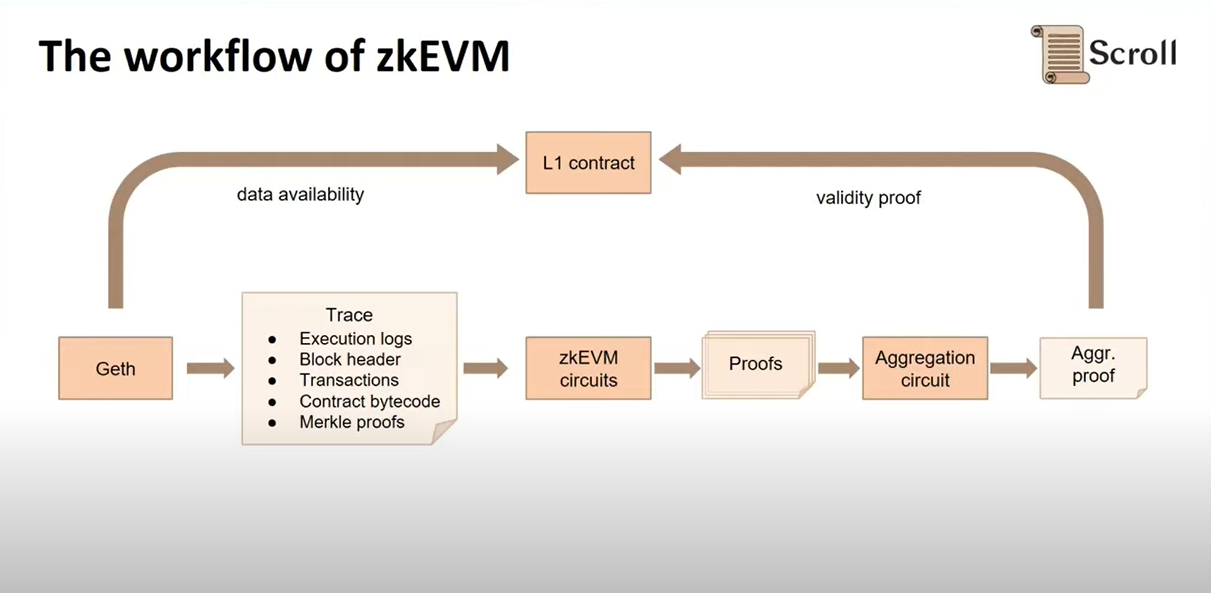 The workflow of zkEVM
Scroll
L1 contract
data availability
validity proof
Geth
Trace
● Execution logs
● Block header
● Transactions
● Contract bytecode
● Merkle proofs
zkEVM
circuits
Proofs
Aggregation
circuit
Aggr.
proof